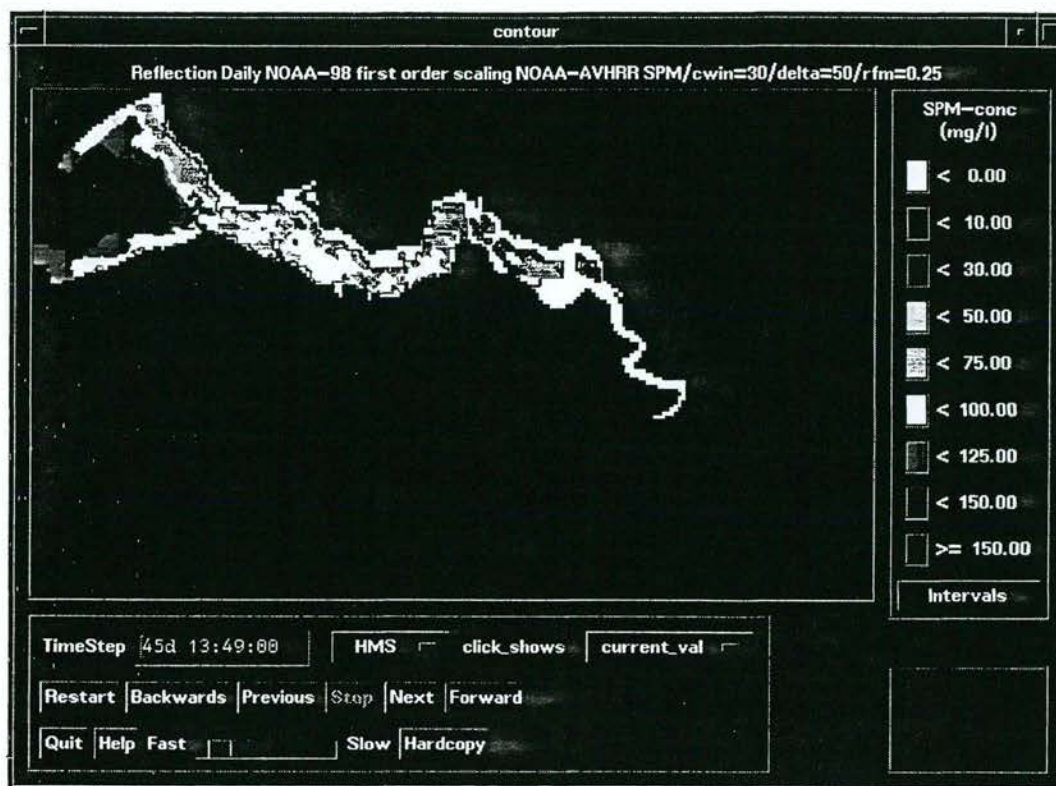 contour
Reflection Daily NOAA-98 first order scaling NOAA-AVHRR SPM/cwin=30/delta=50/rfm=0.25
SPM-conc
(mg/l)
< 0.00
< 10.00
< 30.00
< 50.00
< 75.00
< 100.00
< 125.00
< 150.00
>= 150.00
Intervals
TimeStep 45d 13:49:00 HMS click_shows current_val
Restart Backwards Previous Stop Next Forward
Quit Help Fast Slow Hardcopy